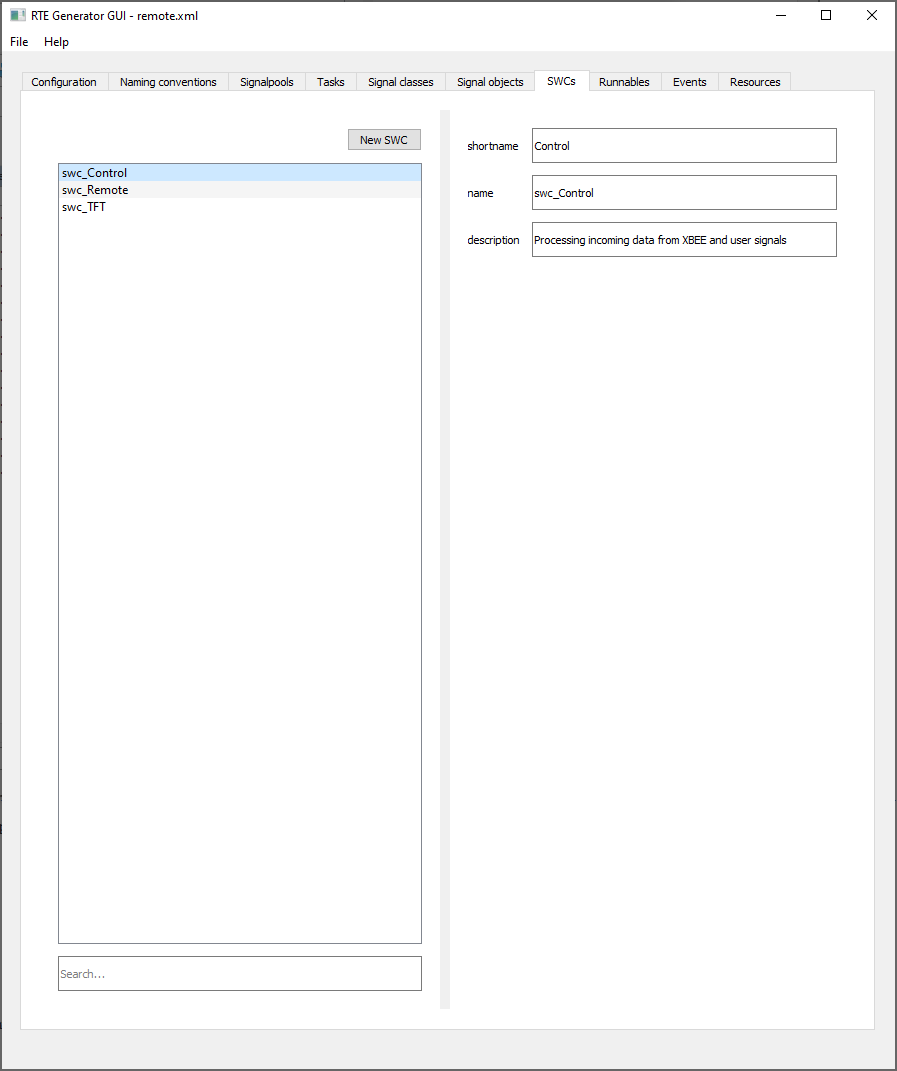 RTE Generator GUI - remote.xml
File Help
Configuration Naming conventions Signalpools Tasks Signal classes Signal objects SWCs Runnables Events Resources
New SWC
swc_Control
swc_Remote
swc_TFT
Search...
shortname Control
name swc_Control
description Processing incoming data from XBEE and user signals